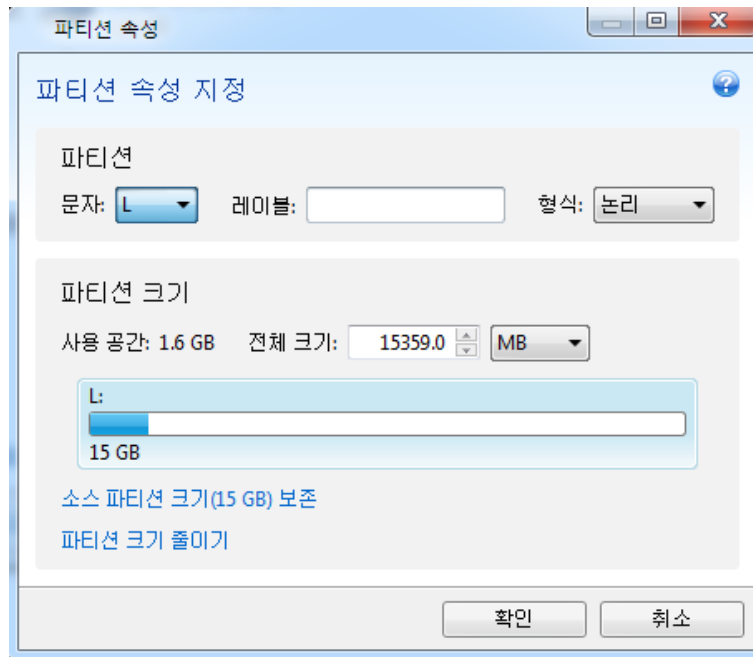 파티션 속성
파티션 속성 지정
파티션
문자: L 레이블: 형식: 논리
파티션 크기
사용 공간: 1.6 GB 전체 크기: 15359.0 MB
L:
15 GB
소스 파티션 크기(15 GB) 보존
파티션 크기 줄이기
확인 취소